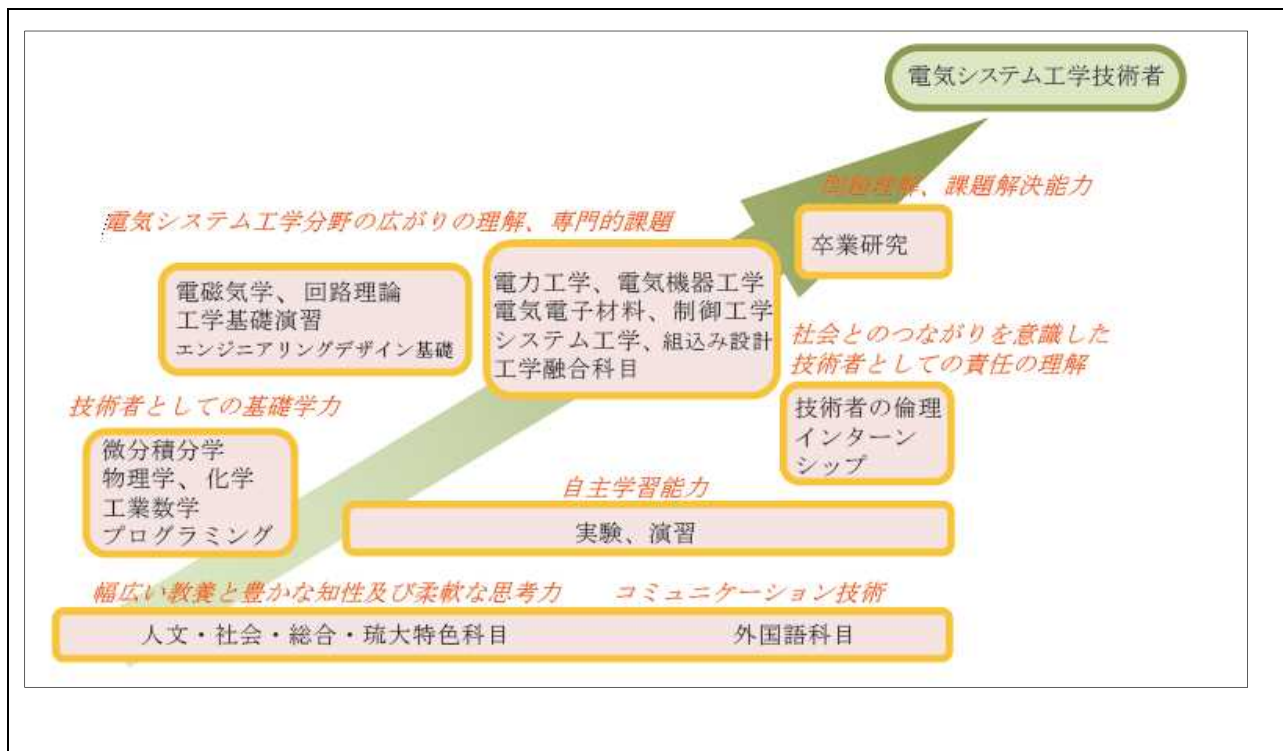 電気システム工学技術者
課題解決能力
電気システム工学分野の広がりの理解、専門的課題
卒業研究
電磁気学、回路理論
工学基礎演習
エンジニアリングデザイン基礎
電力工学、電気機器工学
電気電子材料、制御工学
システム工学、組込み設計
工学融合科目
社会とのつながりを意識した
技術者としての責任の理解
技術者の倫理
インターン
シップ
技術者としての基礎学力
微分積分学
物理学、化学
工業数学
プログラミング
自主学習能力
実験、演習
幅広い教養と豊かな知性及び柔軟な思考力
コミュニケーション技術
人文・社会・総合・琉大特色科目
外国語科目